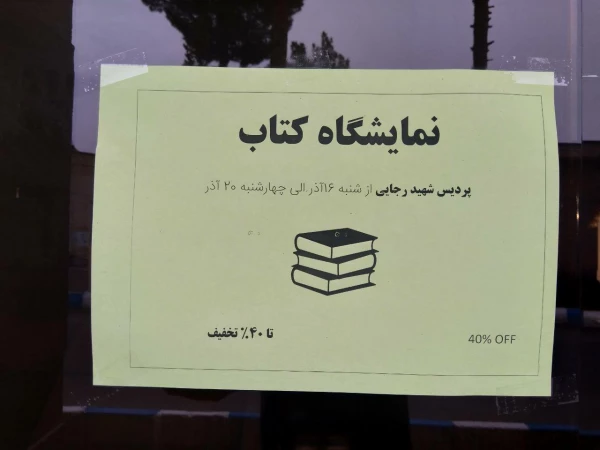 نمایشگاه کتاب
پردیس شهید رجایی از شنبه ۱۶آذر الی چهارشنبه ۲۰ آذر
تا ۴۰٪ تخفیف
40% OFF